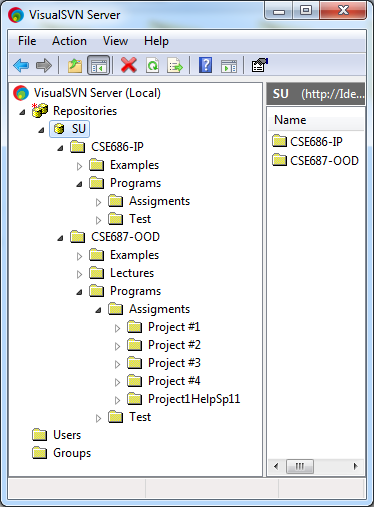 VisualSVN Server
File Action View Help
VisualSVN Server (Local)
Repositories
SU
CSE686-IP
Examples
Programs
Assigments
Test
CSE687-OOD
Examples
Lectures
Programs
Assigments
Project #1
Project #2
Project #3
Project #4
Project1HelpSp11
Test
Users
Groups
SU (http://Ide...
Name
CSE686-IP
CSE687-OOD